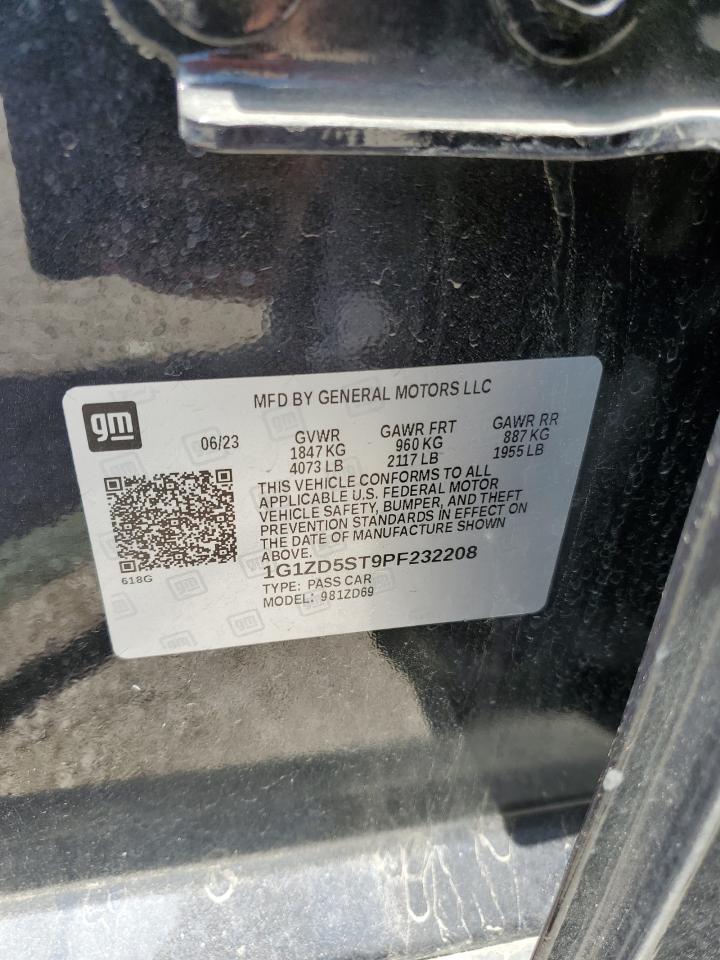 gm
MFD BY GENERAL MOTORS LLC
06/23
GVWR
1847 KG
4073 LB
GAWR FRT
960 KG
2117 LB
GAWR RR
887 KG
1955 LB
THIS VEHICLE CONFORMS TO ALL
APPLICABLE U.S. FEDERAL MOTOR
VEHICLE SAFETY, BUMPER, AND THEFT
PREVENTION STANDARDS IN EFFECT ON
THE DATE OF MANUFACTURE SHOWN
ABOVE.
618G
1G1ZD5ST9PF232208
TYPE: PASS CAR
MODEL: 981ZD69